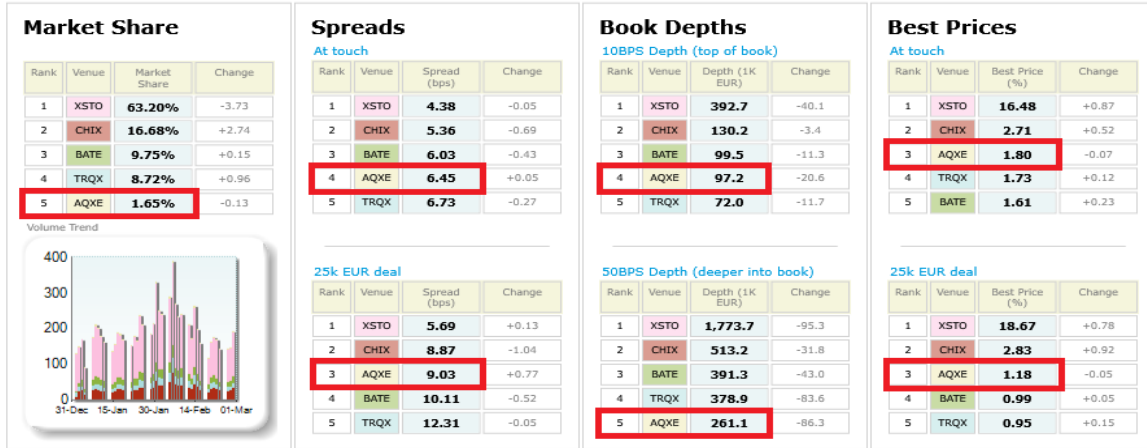 Market Share
Rank Venue Market Share Change
1 XSTO 63.20% -3.73
2 CHIX 16.68% +2.74
3 BATE 9.75% +0.15
4 TRQX 8.72% +0.96
5 AQXE 1.65% -0.13
Volume Trend
400
300
200
100
0
31-Dec 15-Jan 30-Jan 14-Feb 01-Mar
Spreads
At touch
Rank Venue Spread (bps) Change
1 XSTO 4.38 -0.05
2 CHIX 5.36 -0.69
3 BATE 6.03 -0.43
4 AQXE 6.45 +0.05
5 TRQX 6.73 -0.27
25k EUR deal
Rank Venue Spread (bps) Change
1 XSTO 5.69 +0.13
2 CHIX 8.87 -1.04
3 AQXE 9.03 +0.77
4 BATE 10.11 -0.52
5 TRQX 12.31 -0.05
Book Depths
10BPS Depth (top of book)
Rank Venue Depth (1K EUR) Change
1 XSTO 392.7 -40.1
2 CHIX 130.2 -3.4
3 BATE 99.5 -11.3
4 AQXE 97.2 -20.6
5 TRQX 72.0 -11.7
50BPS Depth (deeper into book)
Rank Venue Depth (1K EUR) Change
1 XSTO 1,773.7 -95.3
2 CHIX 513.2 -31.8
3 BATE 391.3 -43.0
4 TRQX 378.9 -83.6
5 AQXE 261.1 -86.3
Best Prices
At touch
Rank Venue Best Price (%) Change
1 XSTO 16.48 +0.87
2 CHIX 2.71 +0.52
3 AQXE 1.80 -0.07
4 TRQX 1.73 +0.12
5 BATE 1.61 +0.23
25k EUR deal
Rank Venue Best Price (%) Change
1 XSTO 18.67 +0.78
2 CHIX 2.83 +0.92
3 AQXE 1.18 -0.05
4 BATE 0.99 +0.05
5 TRQX 0.95 +0.15